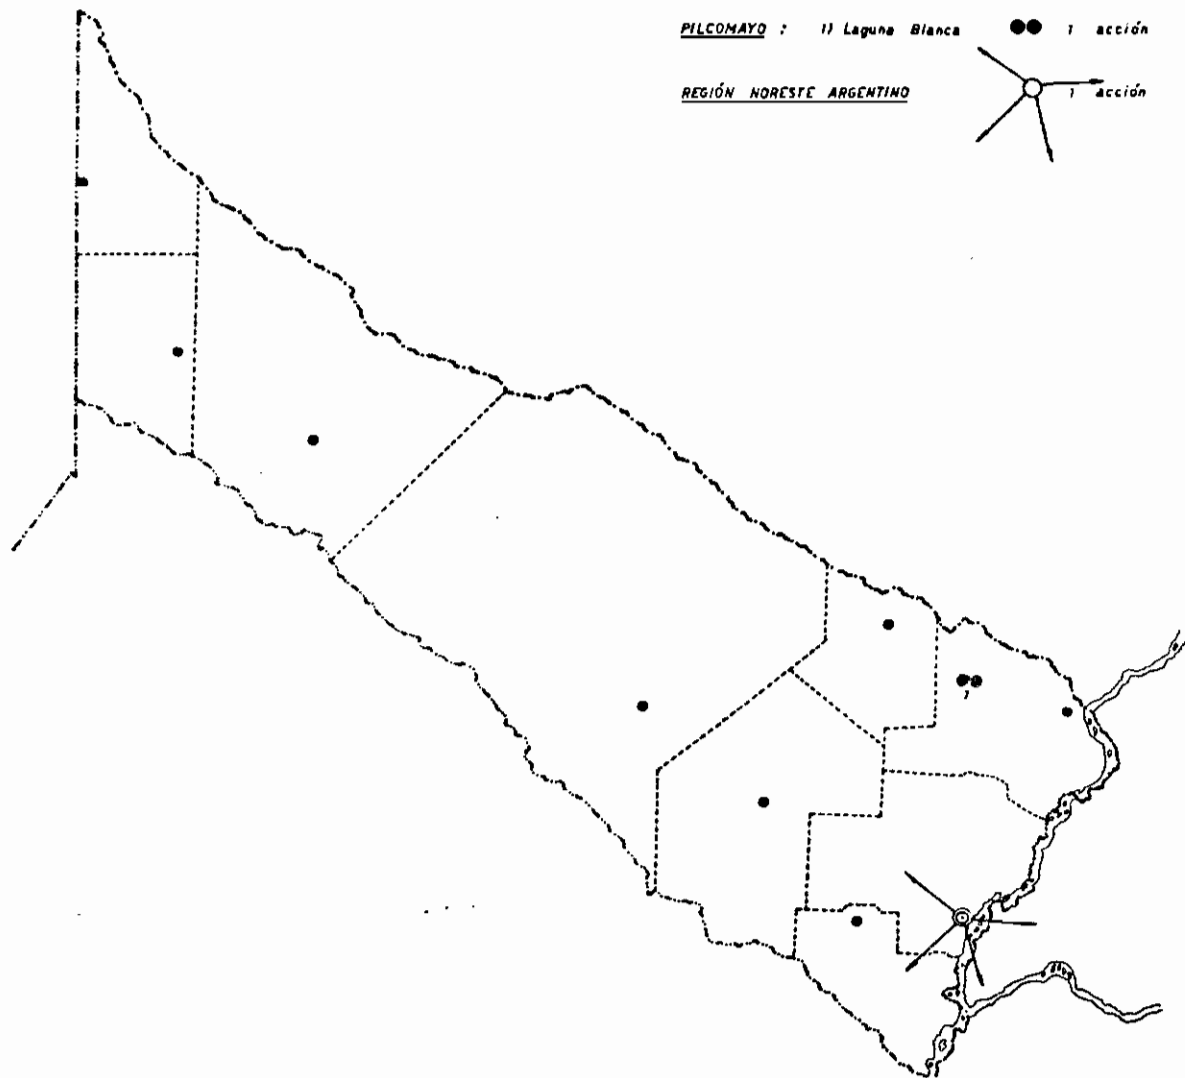 PILCOMAYO : 1) Laguna Blanca 1 acción
REGIÓN NORESTE ARGENTINO 1 acción
1